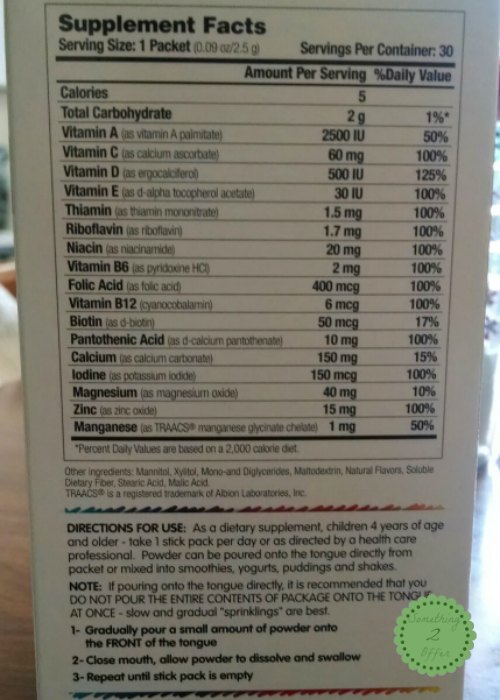 Supplement Facts
Serving Size: 1 Packet (0.09 oz/2.5 g) Servings Per Container: 30
Amount Per Serving %Daily Value
Calories 5
Total Carbohydrate 2 g 1%*
Vitamin A (as vitamin A palmitate) 2500 IU 50%
Vitamin C (as calcium ascorbate) 60 mg 100%
Vitamin D (as ergocalciferol) 500 IU 125%
Vitamin E (as d-alpha tocopherol acetate) 30 IU 100%
Thiamin (as thiamin mononitrate) 1.5 mg 100%
Riboflavin (as riboflavin) 1.7 mg 100%
Niacin (as niacinamide) 20 mg 100%
Vitamin B6 (as pyridoxine HCl) 2 mg 100%
Folic Acid (as folic acid) 400 mcg 100%
Vitamin B12 (cyanocobalamin) 6 mcg 100%
Biotin (as d-biotin) 50 mcg 17%
Pantothenic Acid (as d-calcium pantothenate) 10 mg 100%
Calcium (as calcium carbonate) 150 mg 15%
Iodine (as potassium iodide) 150 mcg 100%
Magnesium (as magnesium oxide) 40 mg 10%
Zinc (as zinc oxide) 15 mg 100%
Manganese (as TRAACS® manganese glycinate chelate) 1 mg 50%
*Percent Daily Values are based on a 2,000 calorie diet.
Other ingredients: Mannitol, Xylitol, Mono-and Diglycerides, Maltodextrin, Natural Flavors, Soluble
Dietary Fiber, Stearic Acid, Malic Acid.
TRAACS® is a registered trademark of Albion Laboratories, Inc.
DIRECTIONS FOR USE: As a dietary supplement, children 4 years of age
and older - take 1 stick pack per day or as directed by a health care
professional. Powder can be poured onto the tongue directly from
packet or mixed into smoothies, yogurts, puddings and shakes.
NOTE: If pouring onto the tongue directly, it is recommended that you
DO NOT POUR THE ENTIRE CONTENTS OF PACKAGE ONTO THE TONGUE
AT ONCE - slow and gradual "sprinklings" are best.
1- Gradually pour a small amount of powder onto
the FRONT of the tongue
2- Close mouth, allow powder to dissolve and swallow
3- Repeat until stick pack is empty
Something
2
Offer